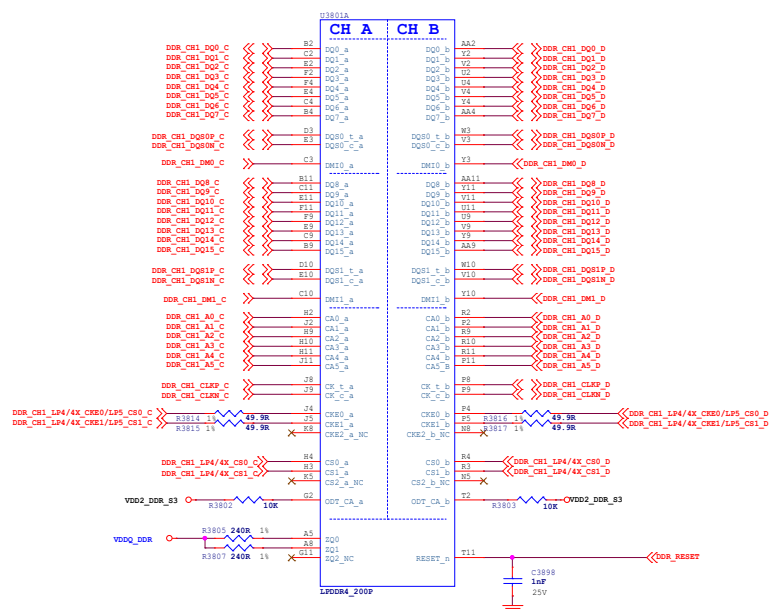 U3801A
CH A CH B
DDR_CH1_DQ0_C B2 DQ0_a DQ0_b AA2 DDR_CH1_DQ0_D
DDR_CH1_DQ1_C C2 DQ1_a DQ1_b Y2 DDR_CH1_DQ1_D
DDR_CH1_DQ2_C E2 DQ2_a DQ2_b V2 DDR_CH1_DQ2_D
DDR_CH1_DQ3_C F2 DQ3_a DQ3_b U2 DDR_CH1_DQ3_D
DDR_CH1_DQ4_C F4 DQ4_a DQ4_b U4 DDR_CH1_DQ4_D
DDR_CH1_DQ5_C E4 DQ5_a DQ5_b V4 DDR_CH1_DQ5_D
DDR_CH1_DQ6_C C4 DQ6_a DQ6_b Y4 DDR_CH1_DQ6_D
DDR_CH1_DQ7_C B4 DQ7_a DQ7_b AA4 DDR_CH1_DQ7_D
DDR_CH1_DQS0P_C D3 DQS0_t_a DQS0_t_b W3 DDR_CH1_DQS0P_D
DDR_CH1_DQS0N_C E3 DQS0_c_a DQS0_c_b V3 DDR_CH1_DQS0N_D
DDR_CH1_DM0_C C3 DMI0_a DMI0_b Y3 DDR_CH1_DM0_D
DDR_CH1_DQ8_C B11 DQ8_a DQ8_b AA11 DDR_CH1_DQ8_D
DDR_CH1_DQ9_C C11 DQ9_a DQ9_b Y11 DDR_CH1_DQ9_D
DDR_CH1_DQ10_C E11 DQ10_a DQ10_b V11 DDR_CH1_DQ10_D
DDR_CH1_DQ11_C F11 DQ11_a DQ11_b U11 DDR_CH1_DQ11_D
DDR_CH1_DQ12_C F9 DQ12_a DQ12_b U9 DDR_CH1_DQ12_D
DDR_CH1_DQ13_C E9 DQ13_a DQ13_b V9 DDR_CH1_DQ13_D
DDR_CH1_DQ14_C C9 DQ14_a DQ14_b Y9 DDR_CH1_DQ14_D
DDR_CH1_DQ15_C B9 DQ15_a DQ15_b AA9 DDR_CH1_DQ15_D
DDR_CH1_DQS1P_C D10 DQS1_t_a DQS1_t_b W10 DDR_CH1_DQS1P_D
DDR_CH1_DQS1N_C E10 DQS1_c_a DQS1_c_b V10 DDR_CH1_DQS1N_D
DDR_CH1_DM1_C C10 DMI1_a DMI1_b Y10 DDR_CH1_DM1_D
DDR_CH1_A0_C H2 CA0_a CA0_b R2 DDR_CH1_A0_D
DDR_CH1_A1_C J2 CA1_a CA1_b P2 DDR_CH1_A1_D
DDR_CH1_A2_C H9 CA2_a CA2_b R9 DDR_CH1_A2_D
DDR_CH1_A3_C H10 CA3_a CA3_b R10 DDR_CH1_A3_D
DDR_CH1_A4_C H11 CA4_a CA4_b R11 DDR_CH1_A4_D
DDR_CH1_A5_C J11 CA5_a CA5_B P11 DDR_CH1_A5_D
DDR_CH1_CLKP_C J8 CK_t_a CK_t_b P8 DDR_CH1_CLKP_D
DDR_CH1_CLKN_C J9 CK_c_a CK_c_b P9 DDR_CH1_CLKN_D
DDR_CH1_LP4/4X_CKE0/LP5_CS0_C R3814 1% 49.9R J4 CKE0_a CKE0_b P4 R3816 1% 49.9R DDR_CH1_LP4/4X_CKE0/LP5_CS0_D
DDR_CH1_LP4/4X_CKE1/LP5_CS1_C R3815 1% 49.9R J5 CKE1_a CKE1_b P5 R3817 1% 49.9R DDR_CH1_LP4/4X_CKE1/LP5_CS1_D
K8 CKE2_a_NC CKE2_b_NC N8
DDR_CH1_LP4/4X_CS0_C H4 CS0_a CS0_b R4 DDR_CH1_LP4/4X_CS0_D
DDR_CH1_LP4/4X_CS1_C H3 CS1_a CS1_b R3 DDR_CH1_LP4/4X_CS1_D
K5 CS2_a_NC CS2_b_NC N5
VDD2_DDR_S3 R3802 10K G2 ODT_CA_a ODT_CA_b T2 R3803 10K VDD2_DDR_S3
VDDQ_DDR R3805 240R 1% A5 ZQ0
R3807 240R 1% A8 ZQ1
G11 ZQ2_NC RESET_n T11 DDR_RESET
C3898
1nF
25V
LPDDR4_200P